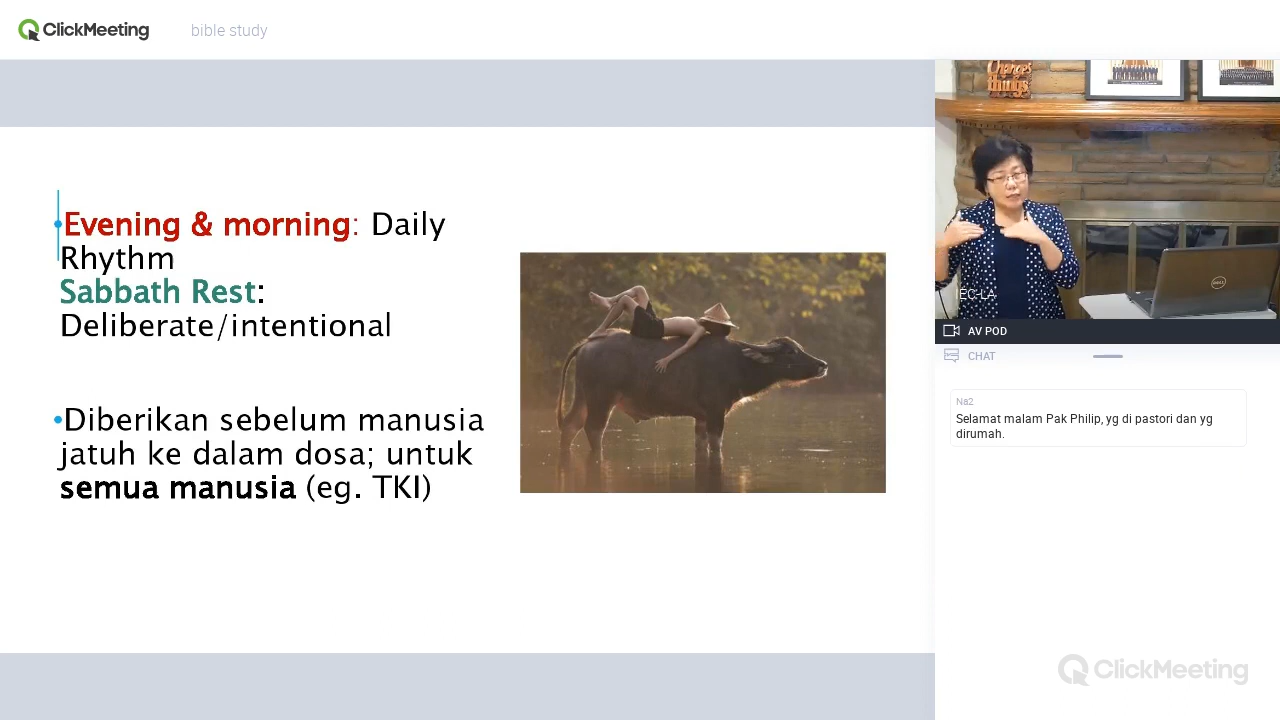 ClickMeeting
bible study
•Evening & morning: Daily
Rhythm
Sabbath Rest:
Deliberate/intentional
•Diberikan sebelum manusia
jatuh ke dalam dosa; untuk
semua manusia (eg. TKI)
Changes
things
DELL
IEC-LA
AV POD
CHAT
Na2
Selamat malam Pak Philip, yg di pastori dan yg
dirumah.
ClickMeeting